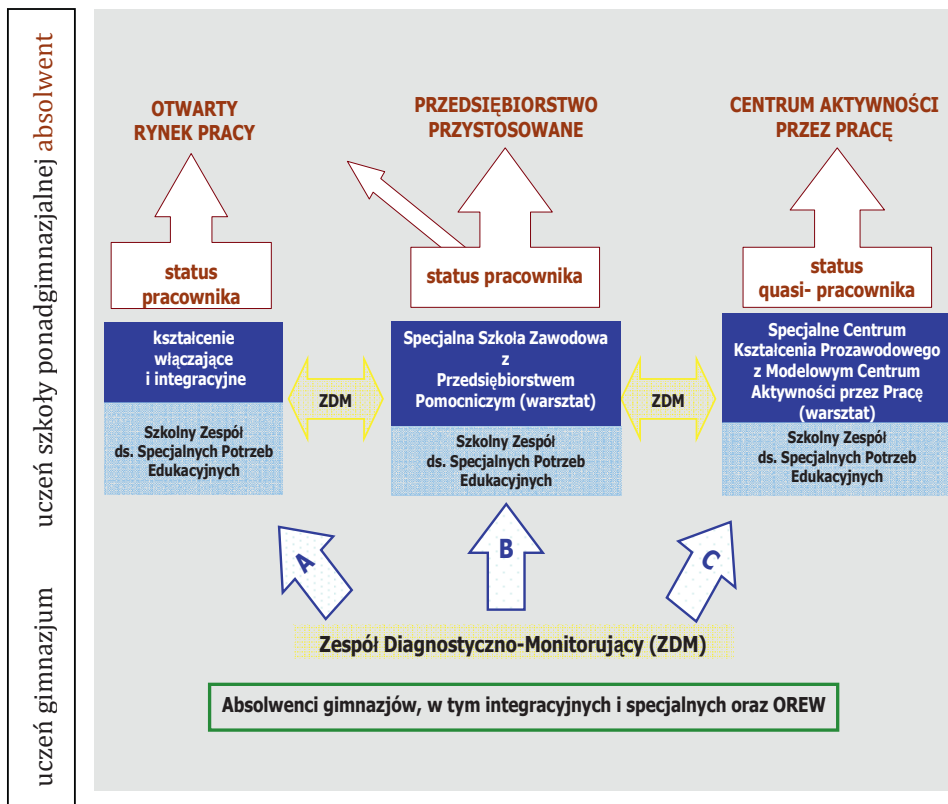 uczeń gimnazjum uczeń szkoły ponadgimnazjalnej absolwent
OTWARTY
RYNEK PRACY
PRZEDSIĘBIORSTWO
PRZYSTOSOWANE
CENTRUM AKTYWNOŚCI
PRZEZ PRACĘ
status
pracownika
status pracownika
status
quasi- pracownika
kształcenie
włączające
i integracyjne
Szkolny Zespół
ds. Specjalnych Potrzeb
Edukacyjnych
ZDM
Specjalna Szkoła Zawodowa
z
Przedsiębiorstwem
Pomocniczym (warsztat)
Szkolny Zespół
ds. Specjalnych Potrzeb
Edukacyjnych
ZDM
Specjalne Centrum
Kształcenia Prozawodowego
z Modelowym Centrum
Aktywności przez Pracę
(warsztat)
Szkolny Zespół
ds. Specjalnych Potrzeb
Edukacyjnych
A
B
C
Zespół Diagnostyczno-Monitorujący (ZDM)
Absolwenci gimnazjów, w tym integracyjnych i specjalnych oraz OREW